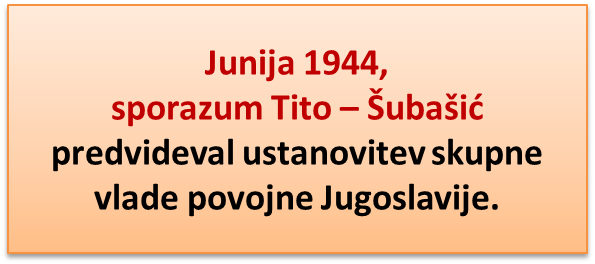 Junija 1944,
sporazum Tito – Šubašić
predvideval ustanovitev skupne
vlade povojne Jugoslavije.